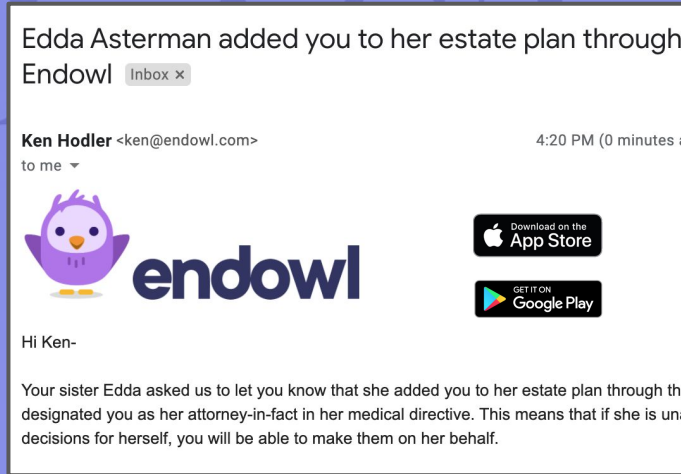 Edda Asterman added you to her estate plan through
Endowl Inbox ×
Ken Hodler <ken@endowl.com> 4:20 PM (0 minutes
to me
endowl
Download on the
App Store
GET IT ON
Google Play
Hi Ken-
Your sister Edda asked us to let you know that she added you to her estate plan through
designated you as her attorney-in-fact in her medical directive. This means that if she is
decisions for herself, you will be able to make them on her behalf.